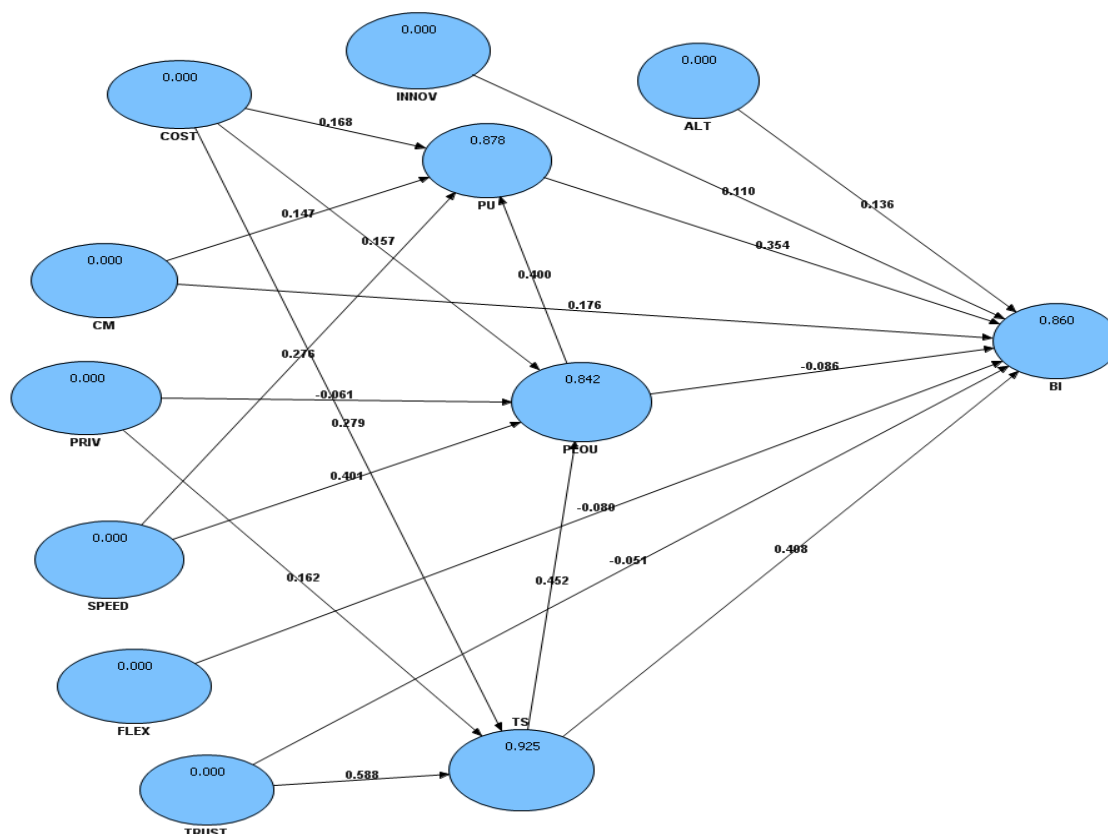 0.000
INNOV
0.000
ALT
0.000
COST
0.168
0.878
PU
0.110
0.136
0.147
0.157
0.354
0.400
0.000
CM
0.176
0.860
BI
0.276
0.000
PRIV
-0.061
0.842
PEOU
-0.086
0.279
0.401
0.000
SPEED
-0.080
0.408
-0.051
0.162
0.452
0.000
FLEX
TS
0.925
0.000
TRUST
0.588